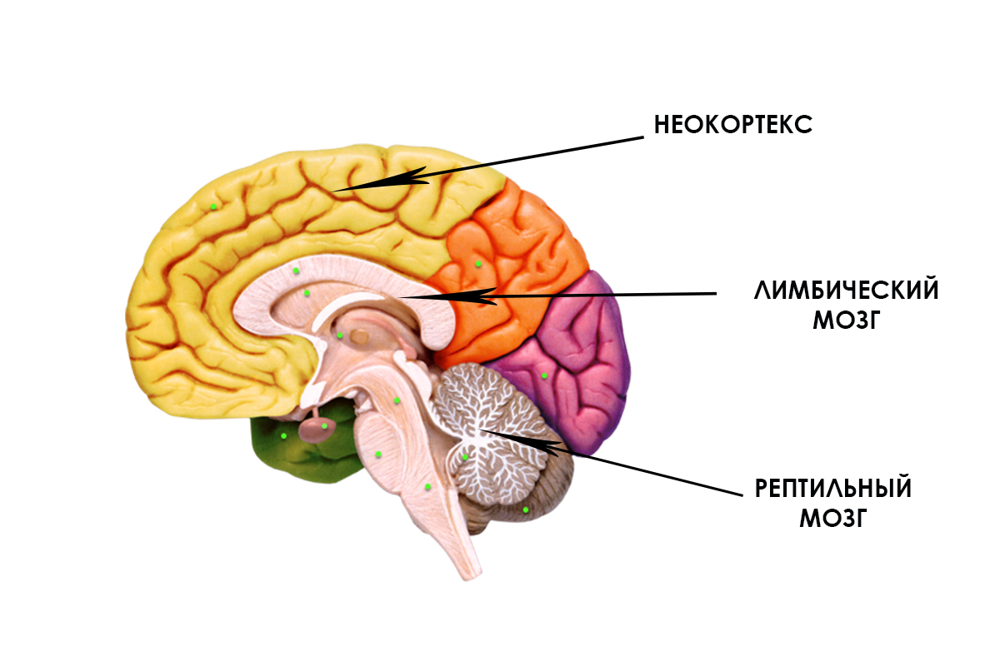 НЕОКОРТЕКС
ЛИМБИЧЕСКИЙ
МОЗГ
РЕПТИЛЬНЫЙ
МОЗГ